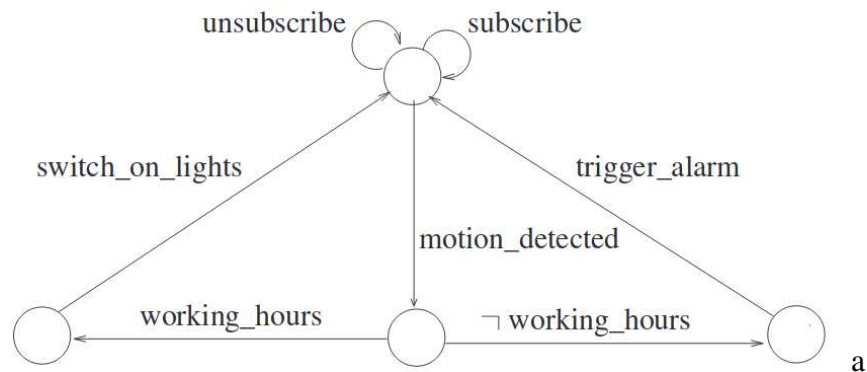 unsubscribe
subscribe
switch_on_lights
trigger_alarm
motion_detected
working_hours
¬ working_hours
a